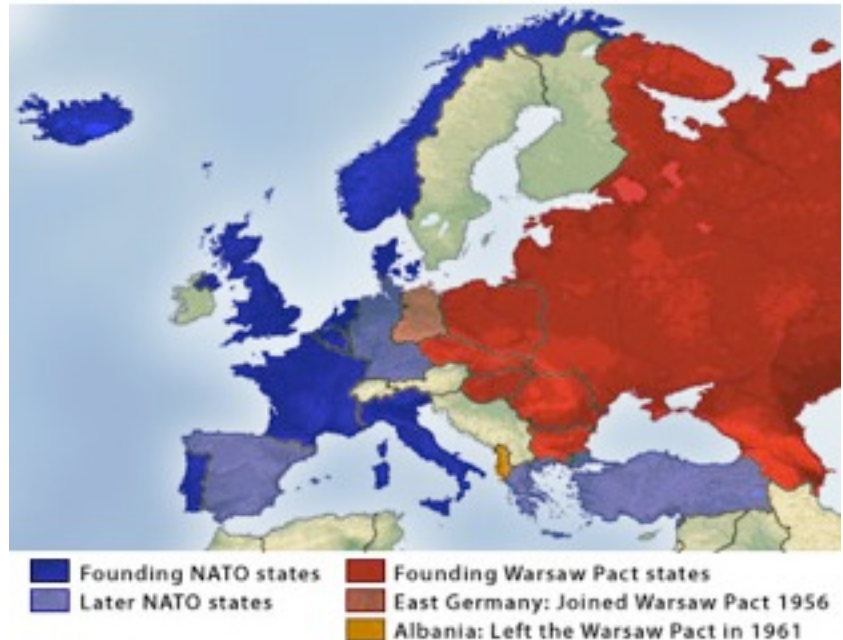 Founding NATO states
Later NATO states
Founding Warsaw Pact states
East Germany: Joined Warsaw Pact 1956
Albania: Left the Warsaw Pact in 1961